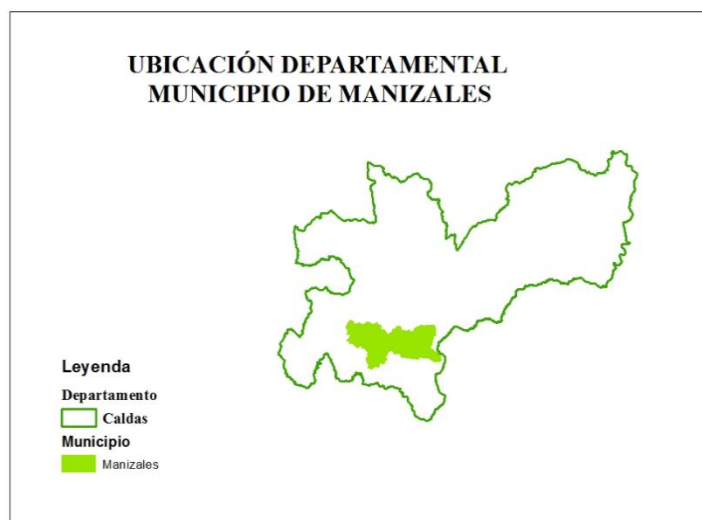 UBICACIÓN DEPARTAMENTAL
MUNICIPIO DE MANIZALES
Leyenda
Departamento
Caldas
Municipio
Manizales